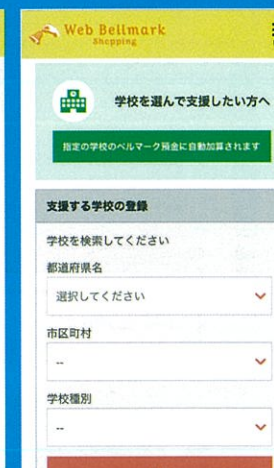 Web Bellmark
Shopping
学校を選んで支援したい方へ
指定の学校のベルマーク預金に自動加算されます
支援する学校の登録
学校を検索してください
都道府県名
選択してください
市区町村
--
学校種別
--